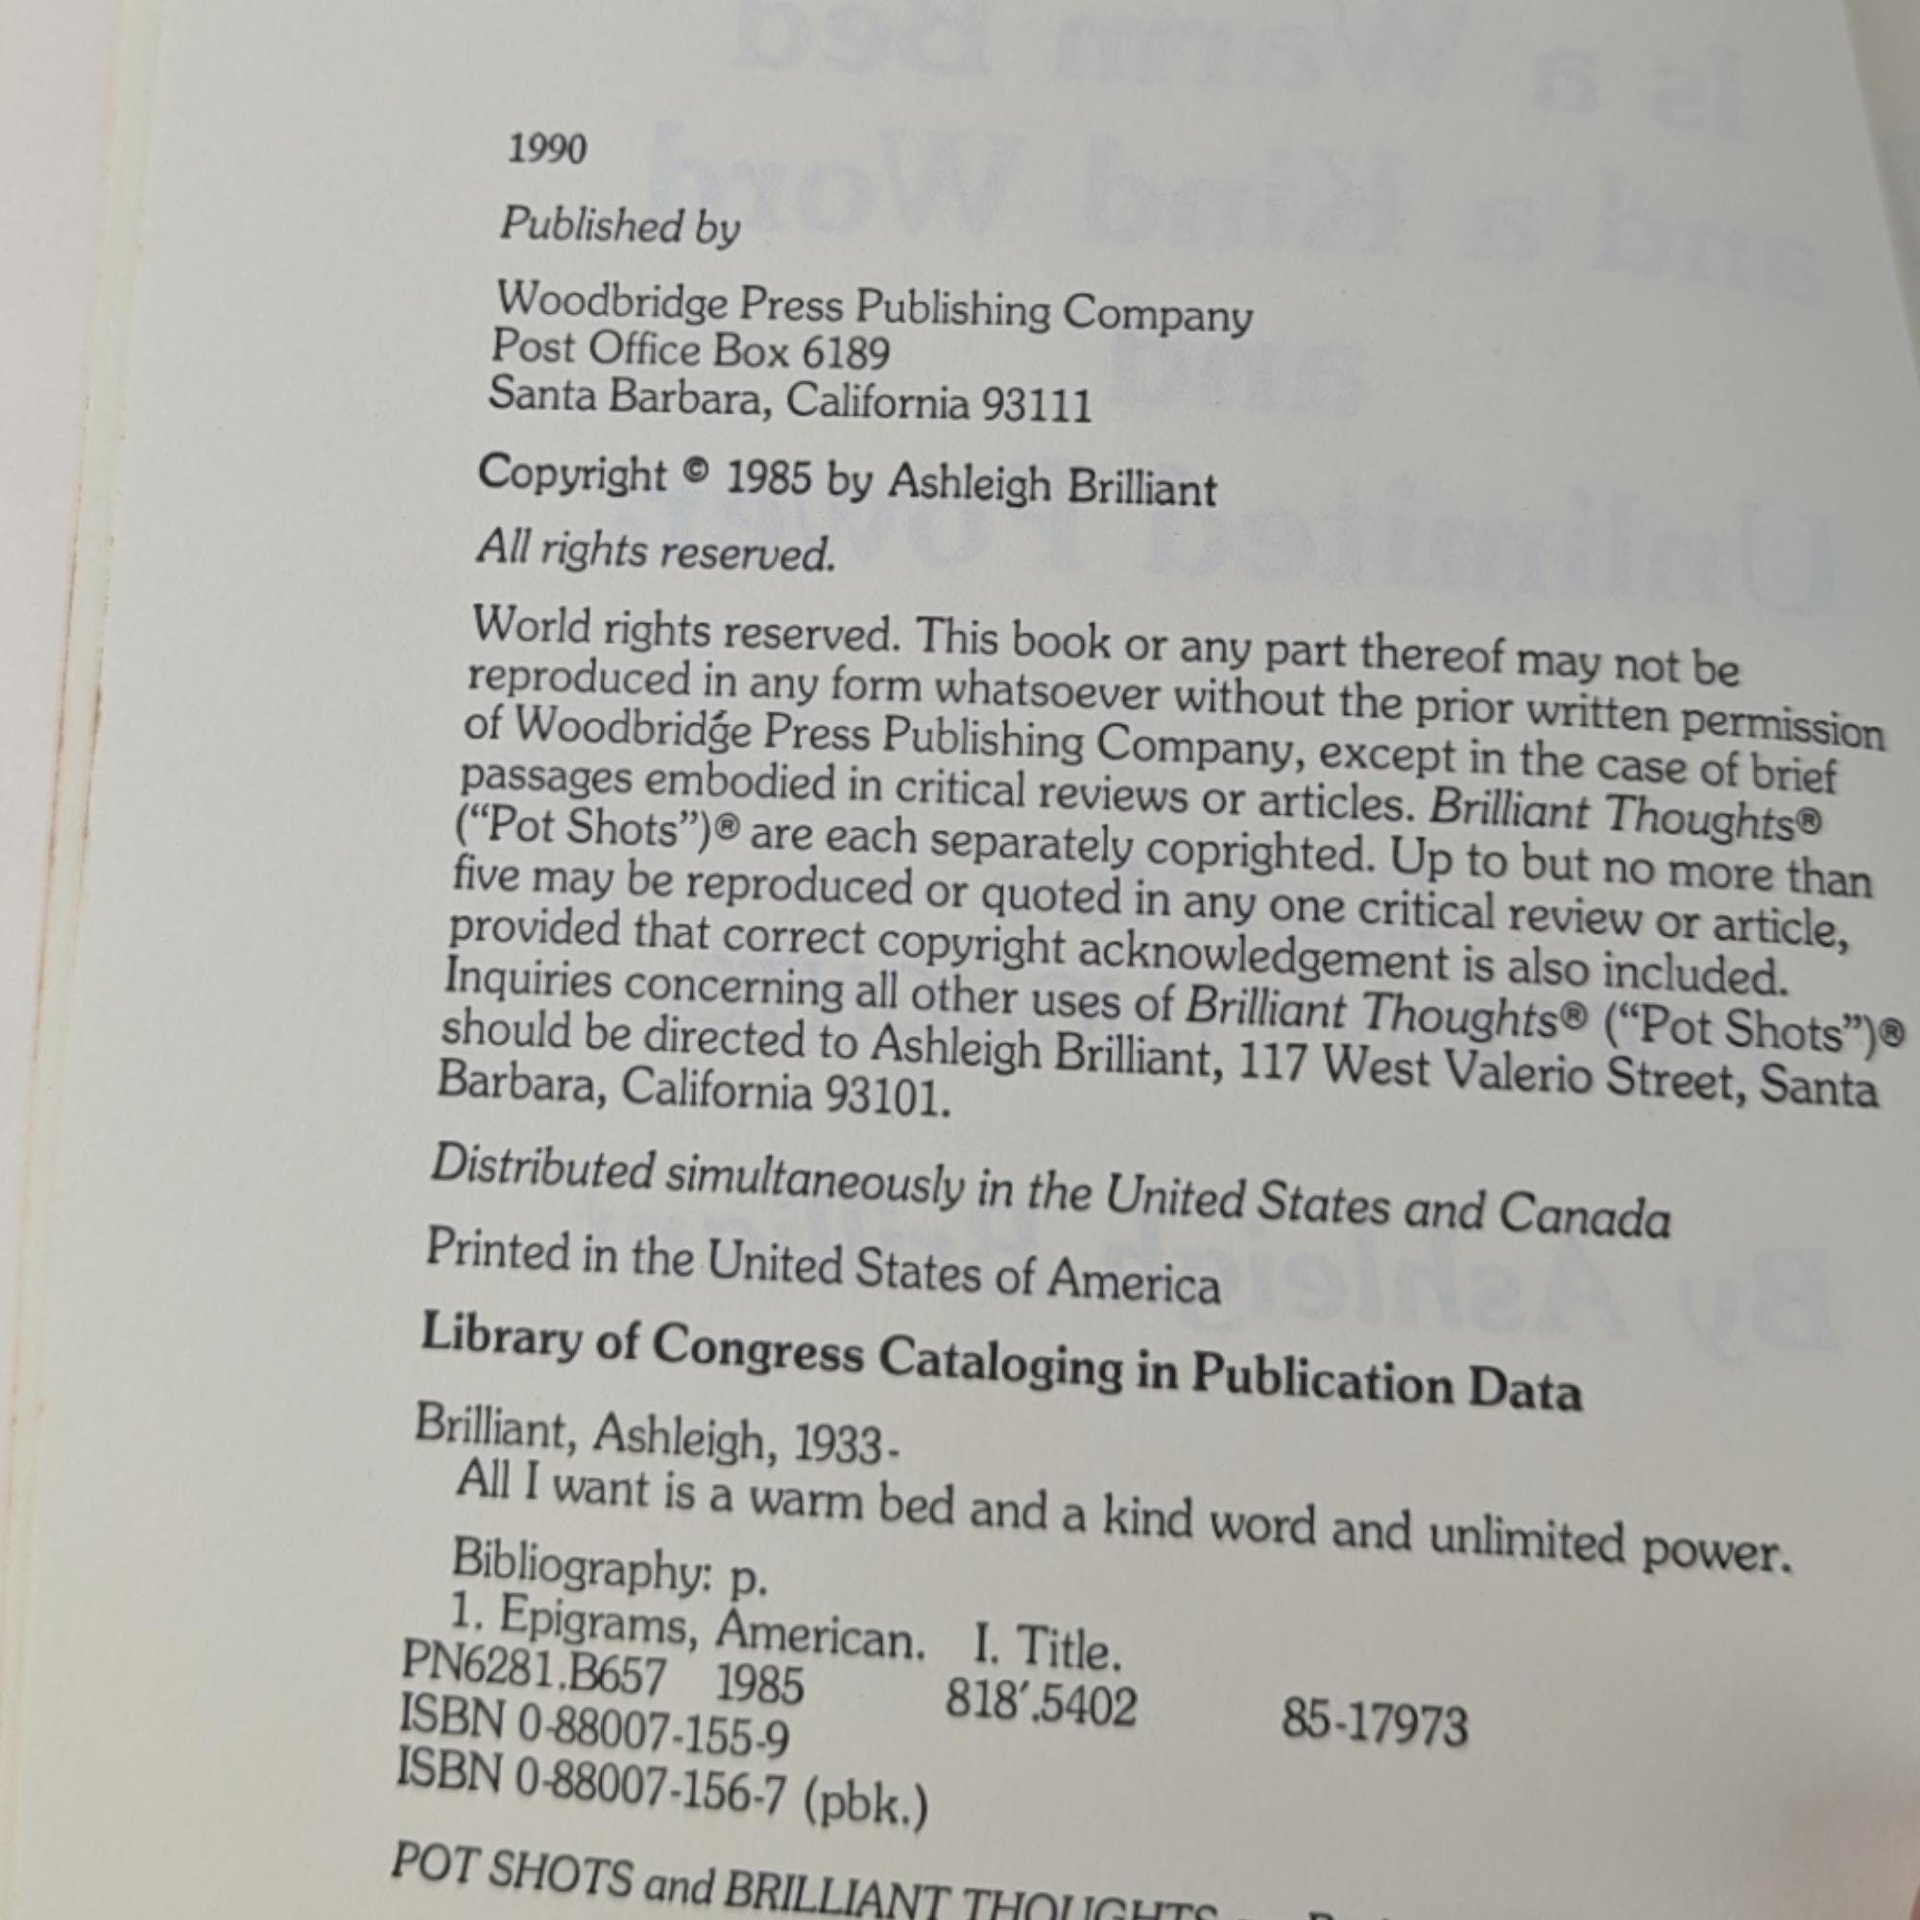 1990
Published by
Woodbridge Press Publishing Company
Post Office Box 6189
Santa Barbara, California 93111
Copyright © 1985 by Ashleigh Brilliant
All rights reserved.
World rights reserved. This book or any part thereof may not be
reproduced in any form whatsoever without the prior written permission
of Woodbridge Press Publishing Company, except in the case of brief
passages embodied in critical reviews or articles. Brilliant Thoughts®
(“Pot Shots”)® are each separately coprighted. Up to but no more than
five may be reproduced or quoted in any one critical review or article,
provided that correct copyright acknowledgement is also included.
Inquiries concerning all other uses of Brilliant Thoughts® (“Pot Shots”)®
should be directed to Ashleigh Brilliant, 117 West Valerio Street, Santa
Barbara, California 93101.
Distributed simultaneously in the United States and Canada
Printed in the United States of America
Library of Congress Cataloging in Publication Data
Brilliant, Ashleigh, 1933-
All I want is a warm bed and a kind word and unlimited power.
Bibliography: p.
1. Epigrams, American. I. Title.
PN6281.B657 1985 818′.5402 85-17973
ISBN 0-88007-155-9
ISBN 0-88007-156-7 (pbk.)
POT SHOTS and BRILLIANT THOUGHTS